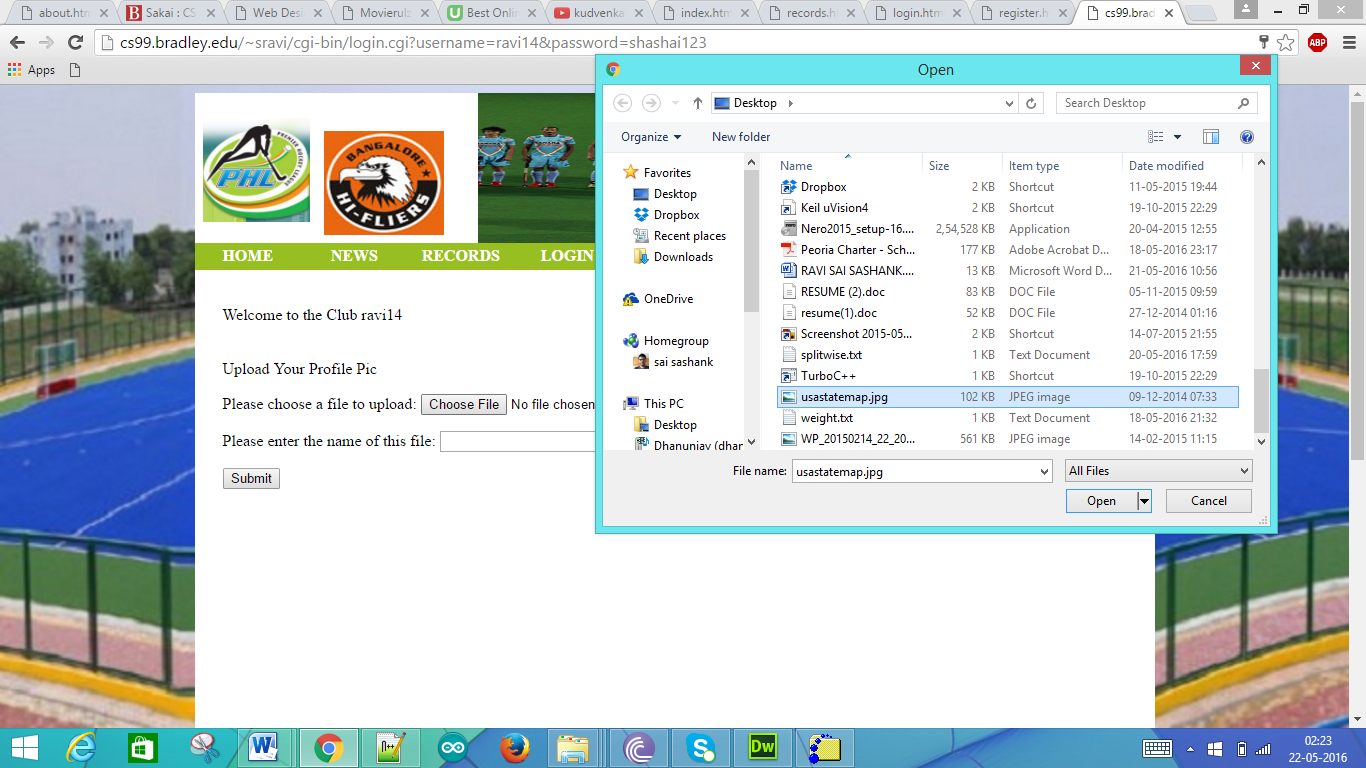 about.htm
Sakai : CS
Web Desi
Movierulz
Best Onlin
kudvenka
index.htm
records.h
login.htm
register.h
cs99.brad
cs99.bradley.edu/~sravi/cgi-bin/login.cgi?username=ravi14&password=shashai123
ABP
Apps
PHL
BANGALORE
HI-FLIERS
HOME NEWS RECORDS LOGIN
Welcome to the Club ravi14
Upload Your Profile Pic
Please choose a file to upload: Choose File No file chosen
Please enter the name of this file:
Submit
Open
Desktop
Search Desktop
Organize New folder
Favorites
Desktop
Dropbox
Recent places
Downloads
OneDrive
Homegroup
sai sashank
This PC
Desktop
Dhanunjay (dhan
Name Size Item type Date modified
Dropbox 2 KB Shortcut 11-05-2015 19:44
Keil uVision4 2 KB Shortcut 19-10-2015 22:29
Nero2015_setup-16.... 2,54,528 KB Application 20-04-2015 12:55
Peoria Charter - Sch... 177 KB Adobe Acrobat D... 18-05-2016 23:17
RAVI SAI SASHANK.... 13 KB Microsoft Word D... 21-05-2016 10:56
RESUME (2).doc 83 KB DOC File 05-11-2015 09:59
resume(1).doc 52 KB DOC File 27-12-2014 01:16
Screenshot 2015-05... 2 KB Shortcut 14-07-2015 21:55
splitwise.txt 1 KB Text Document 20-05-2016 17:59
TurboC++ 1 KB Shortcut 19-10-2015 22:29
usastatemap.jpg 102 KB JPEG image 09-12-2014 07:33
weight.txt 1 KB Text Document 18-05-2016 21:32
WP_20150214_22_20... 561 KB JPEG image 14-02-2015 11:15
File name: usastatemap.jpg All Files
Open Cancel
Dw
02:23
22-05-2016